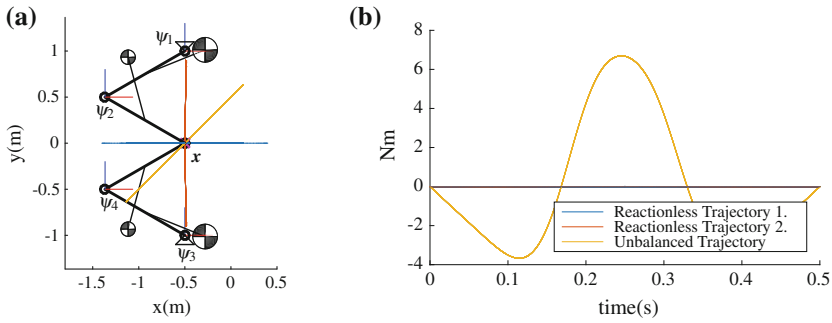 (a)
(b)
ψ1
ψ2
x
ψ4
ψ3
y(m)
1
0.5
0
-0.5
-1
-1.5
-1
-0.5
0
0.5
x(m)
Nm
8
6
4
2
0
-2
-4
Reactionless Trajectory 1.
Reactionless Trajectory 2.
Unbalanced Trajectory
0
0.1
0.2
0.3
0.4
0.5
time(s)